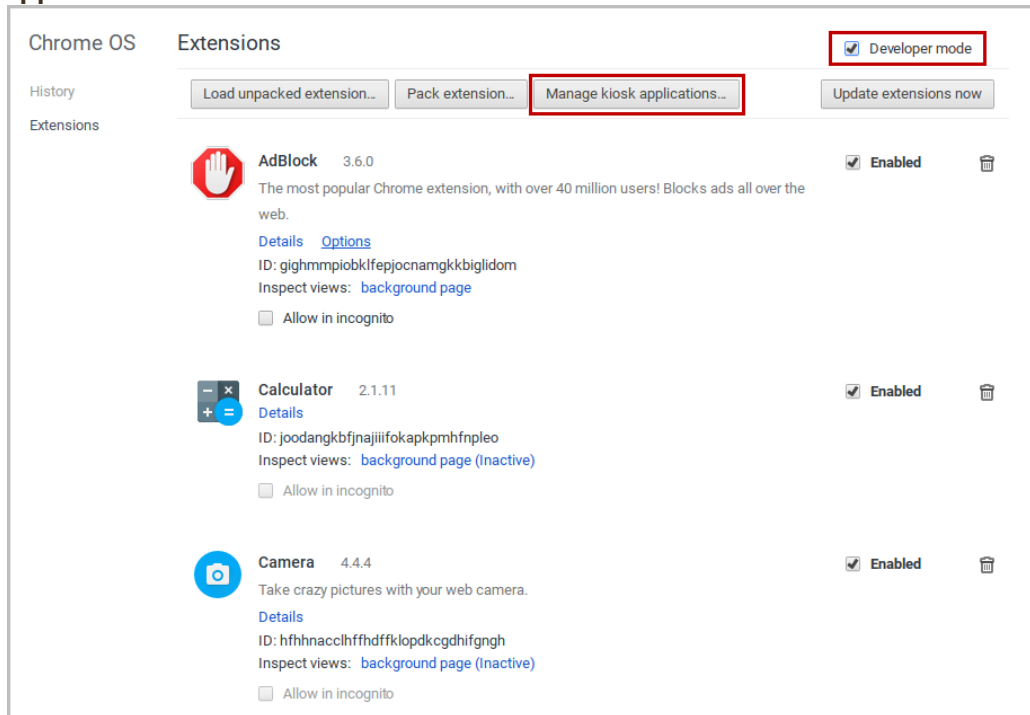 Chrome OS
Extensions
Developer mode
History
Extensions
Load unpacked extension...
Pack extension...
Manage kiosk applications...
Update extensions now
AdBlock 3.6.0
Enabled
The most popular Chrome extension, with over 40 million users! Blocks ads all over the
web.
Details Options
ID: gighmmpiobklfepjocnamgkkbiglidom
Inspect views: background page
Allow in incognito
Calculator 2.1.11
Enabled
Details
ID: joodangkbfjnajiiifokapkpmhfnpleo
Inspect views: background page (Inactive)
Allow in incognito
Camera 4.4.4
Enabled
Take crazy pictures with your web camera.
Details
ID: hfhhnacclhffhdffklopdkcgdhifgngh
Inspect views: background page (Inactive)
Allow in incognito